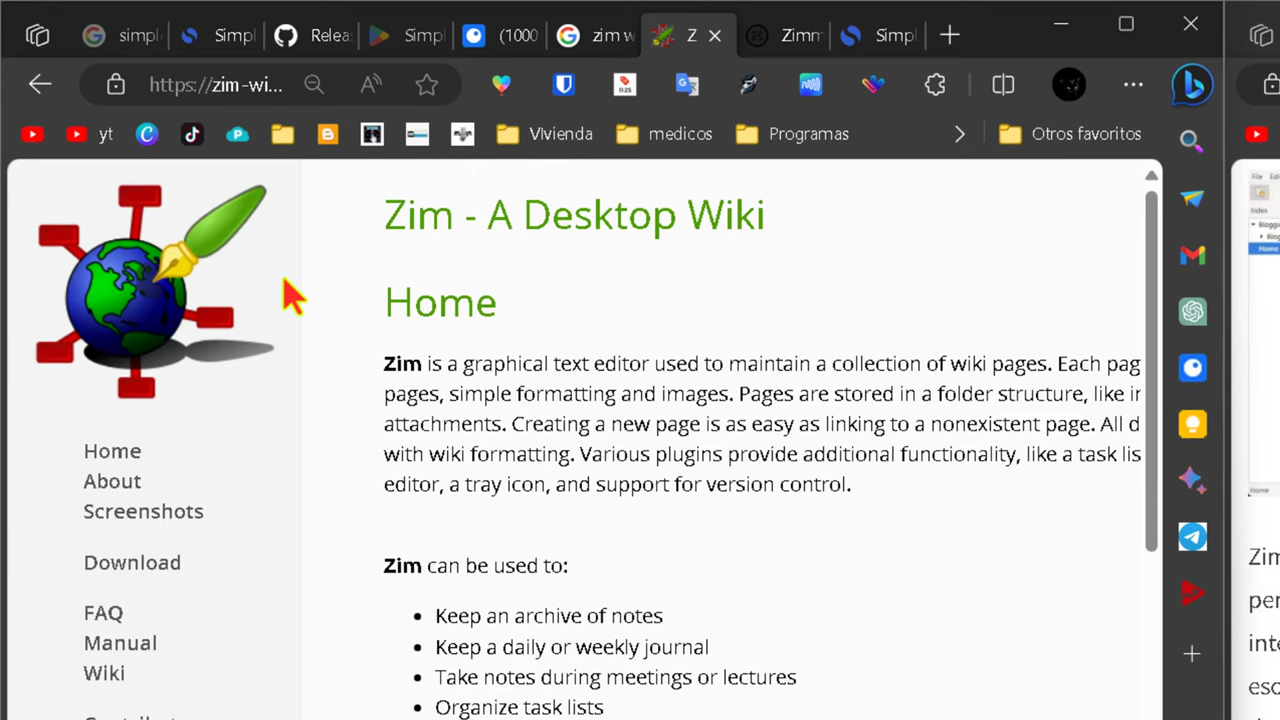 simpl
Simpl
Relea
Simpl
(1000
zim w
Z
Zimm
Simpl
https://zim-wi...
yt
VIvienda
medicos
Programas
Otros favoritos
Zim - A Desktop Wiki
Home
Zim is a graphical text editor used to maintain a collection of wiki pages. Each pag
pages, simple formatting and images. Pages are stored in a folder structure, like in
attachments. Creating a new page is as easy as linking to a nonexistent page. All d
with wiki formatting. Various plugins provide additional functionality, like a task lis
editor, a tray icon, and support for version control.
Zim can be used to:
Keep an archive of notes
Keep a daily or weekly journal
Take notes during meetings or lectures
Organize task lists
Home
About
Screenshots
Download
FAQ
Manual
Wiki
File
Index
Home
Home
Zim
per
inte
esc